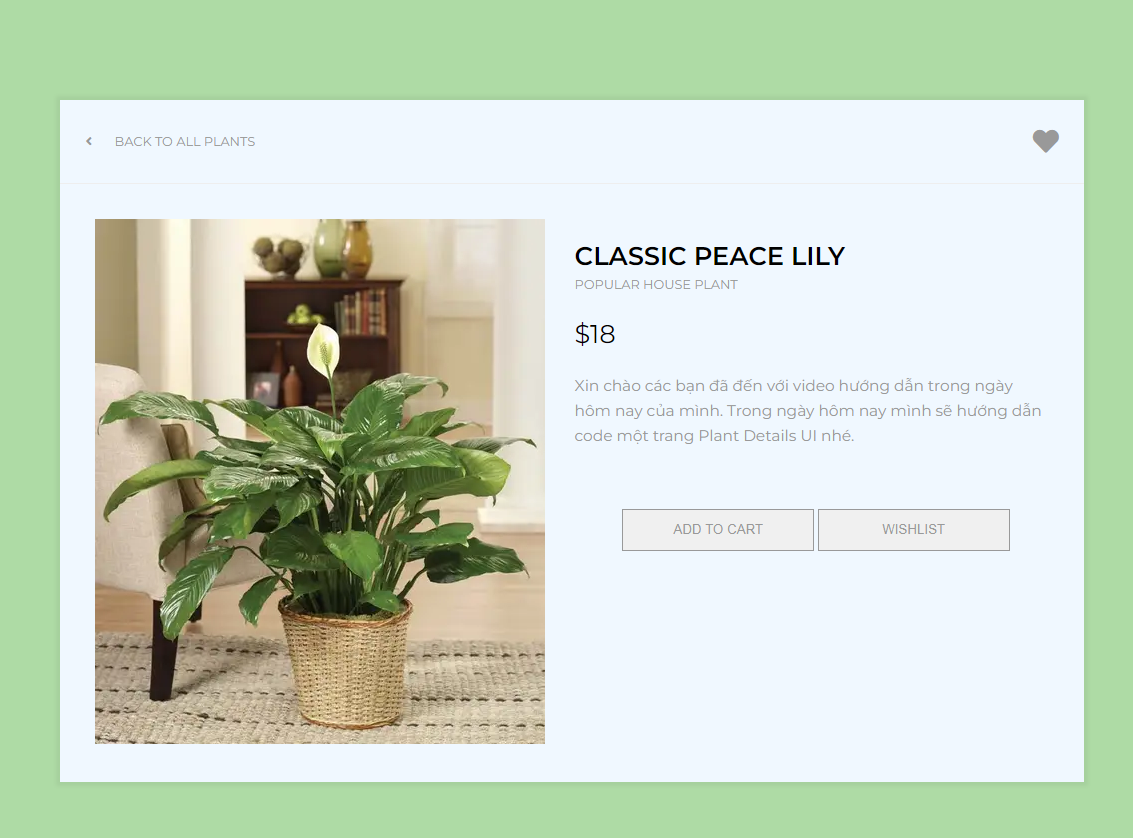 BACK TO ALL PLANTS
CLASSIC PEACE LILY
POPULAR HOUSE PLANT
$18
Xin chào các bạn đã đến với video hướng dẫn trong ngày
hôm nay của mình. Trong ngày hôm nay mình sẽ hướng dẫn
code một trang Plant Details UI nhé.
ADD TO CART
WISHLIST